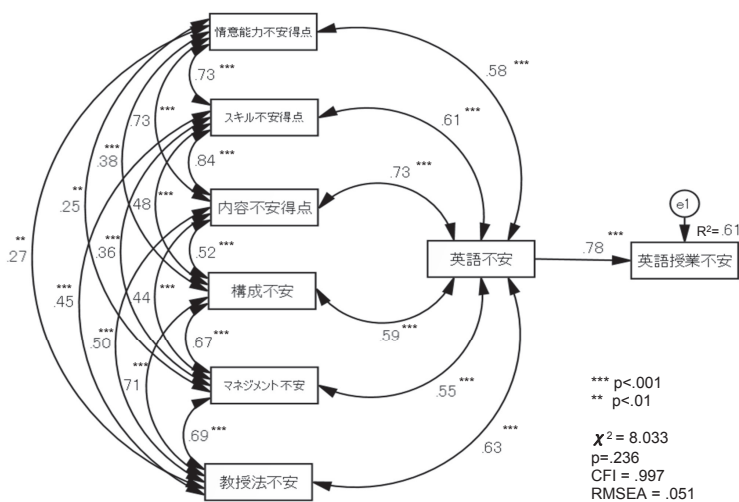 情意能力不安得点
.58 ***
.73 ***
スキル不安得点
.61 ***
***
.73
***
.38
.84 ***
**
.25
***
.48
内容不安得点
.73 ***
e1
R²=.61
**
.27
***
.36
.52 ***
英語不安
.78 ***
英語授業不安
***
.45
***
.44
構成不安
.59 ***
***
.50
.67 ***
***
.71
マネジメント不安
.55 ***
.69 ***
.63 ***
教授法不安
*** p<.001
** p<.01
χ² = 8.033
p=.236
CFI = .997
RMSEA = .051